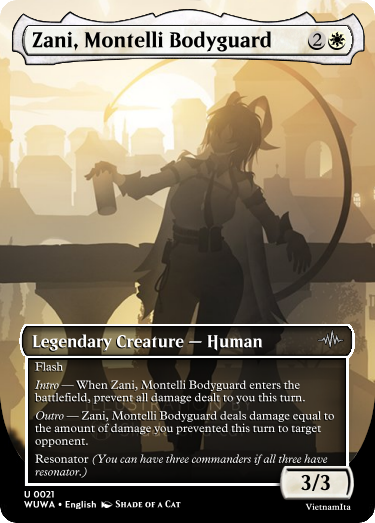 Zani, Montelli Bodyguard 2
Legendary Creature — Human
Flash
Intro — When Zani, Montelli Bodyguard enters the
battlefield, prevent all damage dealt to you this turn.
Outro — Zani, Montelli Bodyguard deals damage equal to
the amount of damage you prevented this turn to target
opponent.
Resonator (You can have three commanders if all three have
resonator.)
3/3
U 0021
WUWA • English SHADE OF A CAT
VietnamIta